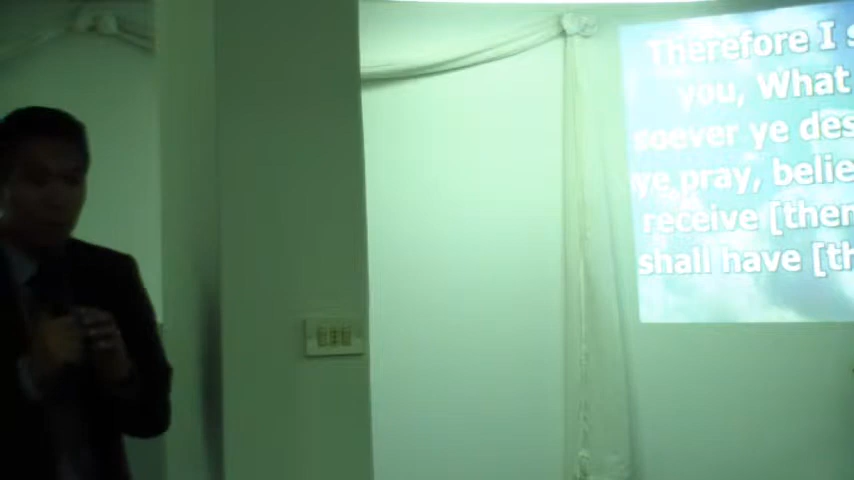 Therefore I
you, What
soever ye
ye pray,
receive
shall have